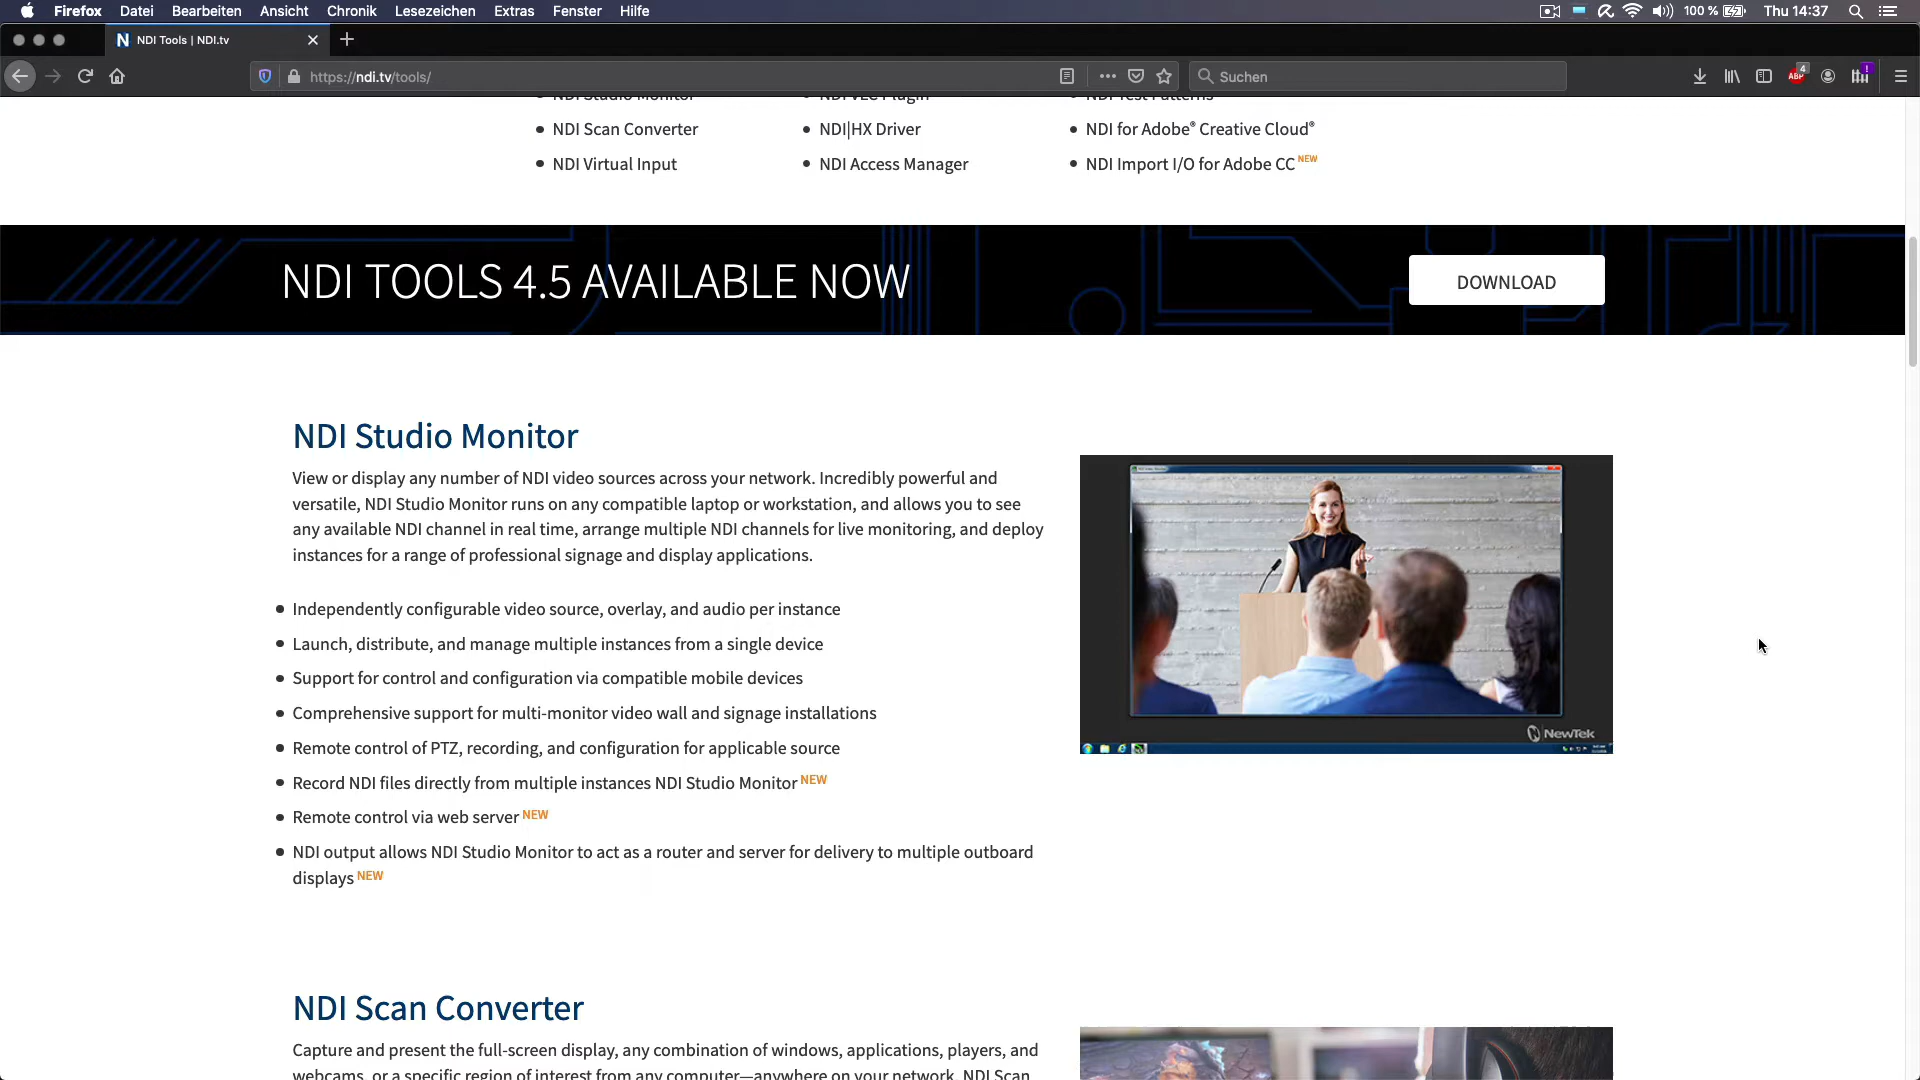 Firefox Datei Bearbeiten Ansicht Chronik Lesezeichen Extras Fenster Hilfe 100 % Thu 14:37
NDI Tools | NDI.tv
https://ndi.tv/tools/ Suchen ABP 4 !
NDI Studio Monitor NDI VLC Plugin NDI Test Patterns
NDI Scan Converter NDI|HX Driver NDI for Adobe® Creative Cloud®
NDI Virtual Input NDI Access Manager NDI Import I/O for Adobe CC NEW
NDI TOOLS 4.5 AVAILABLE NOW DOWNLOAD
NDI Studio Monitor
View or display any number of NDI video sources across your network. Incredibly powerful and
versatile, NDI Studio Monitor runs on any compatible laptop or workstation, and allows you to see
any available NDI channel in real time, arrange multiple NDI channels for live monitoring, and deploy
instances for a range of professional signage and display applications.
Independently configurable video source, overlay, and audio per instance
Launch, distribute, and manage multiple instances from a single device
Support for control and configuration via compatible mobile devices
Comprehensive support for multi-monitor video wall and signage installations
Remote control of PTZ, recording, and configuration for applicable source
Record NDI files directly from multiple instances NDI Studio Monitor NEW
Remote control via web server NEW
NDI output allows NDI Studio Monitor to act as a router and server for delivery to multiple outboard
displays NEW
NewTek
NDI Scan Converter
Capture and present the full-screen display, any combination of windows, applications, players, and
webcams, or a specific region of interest from any computer—anywhere on your network. NDI Scan